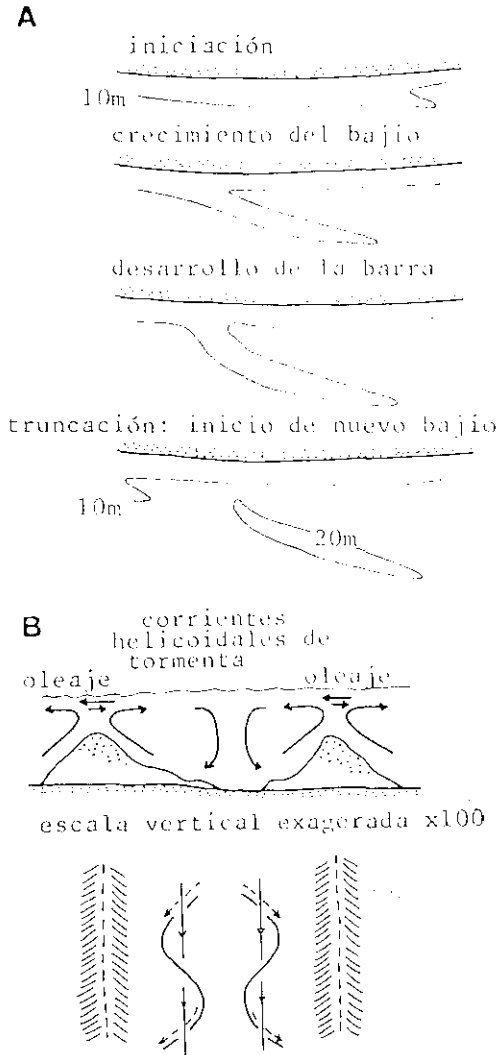 A
iniciación
10m
crecimiento del bajío
desarrollo de la barra
truncación: inicio de nuevo bajío
10m
20m
B
corrientes
helicoidales de
tormenta
oleaje
oleaje
escala vertical exagerada x100